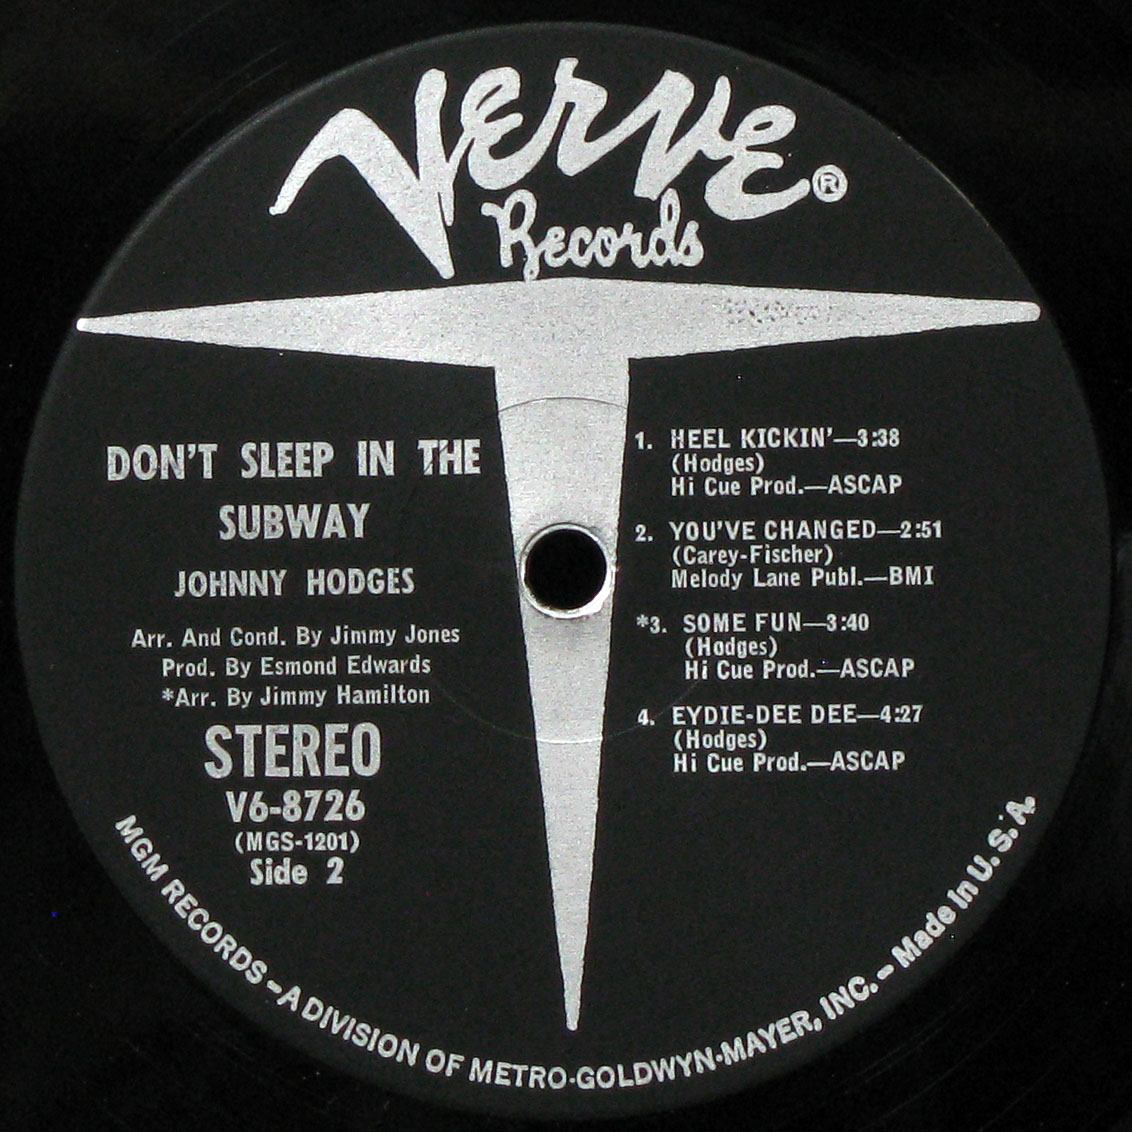 Verve®
Records
DON'T SLEEP IN THE
SUBWAY
JOHNNY HODGES
Arr. And Cond. By Jimmy Jones
Prod. By Esmond Edwards
*Arr. By Jimmy Hamilton
STEREO
V6-8726
(MGS-1201)
Side 2
1. HEEL KICKIN'—3:38
(Hodges)
Hi Cue Prod.—ASCAP
2. YOU'VE CHANGED—2:51
(Carey-Fischer)
Melody Lane Publ.—BMI
*3. SOME FUN—3:40
(Hodges)
Hi Cue Prod.—ASCAP
4. EYDIE-DEE DEE—4:27
(Hodges)
Hi Cue Prod.—ASCAP
MGM RECORDS – A DIVISION OF METRO-GOLDWYN-MAYER, INC. – Made in U.S.A.